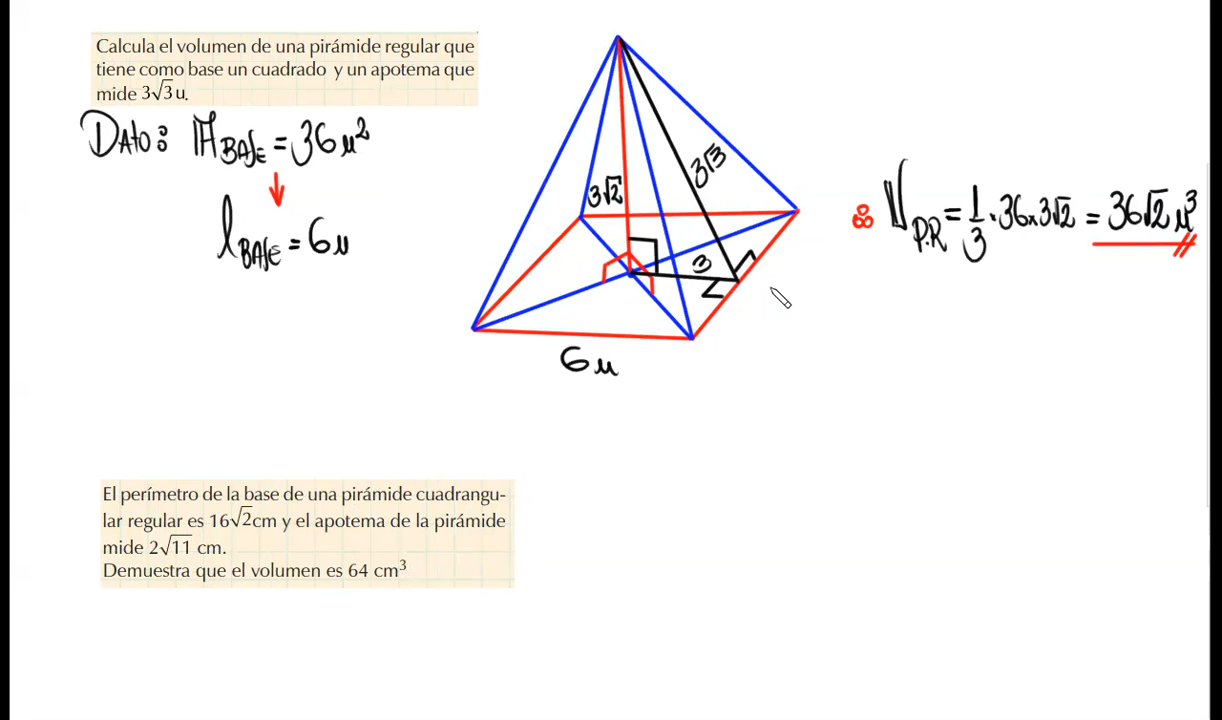 Calcula el volumen de una pirámide regular que
tiene como base un cuadrado y un apotema que
mide 3√3 u.
DATO: A_BASE = 36 u²
l_BASE = 6u
3√2
3√3
3
6u
∴ V_P.R = 1/3 · 36 × 3√2 = 36√2 u³
El perímetro de la base de una pirámide cuadrangu-
lar regular es 16√2 cm y el apotema de la pirámide
mide 2√11 cm.
Demuestra que el volumen es 64 cm³